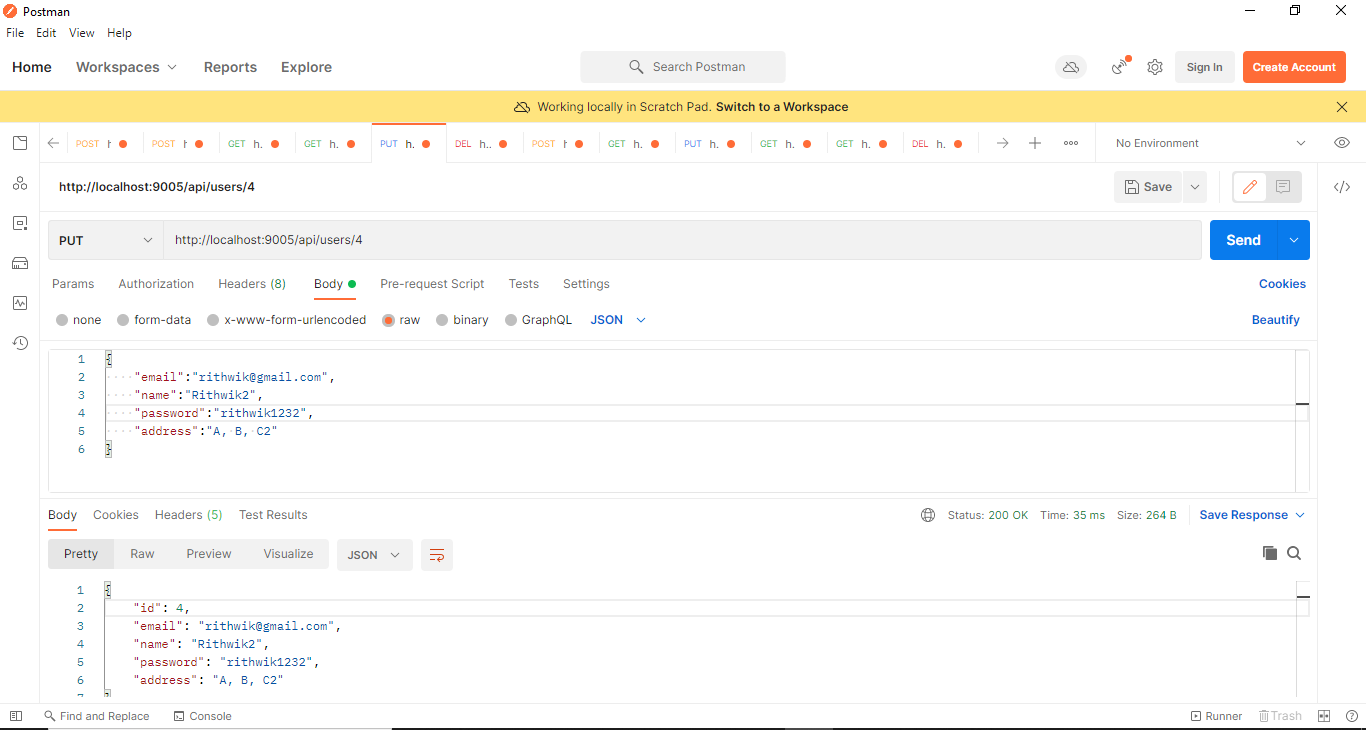 Postman
File Edit View Help
Home Workspaces Reports Explore Search Postman Sign In Create Account
Working locally in Scratch Pad. Switch to a Workspace
POST h POST h GET h. GET h. PUT h. DEL h.. POST h GET h. PUT h. GET h. GET h. DEL h. No Environment
http://localhost:9005/api/users/4 Save
PUT http://localhost:9005/api/users/4 Send
Params Authorization Headers (8) Body Pre-request Script Tests Settings Cookies
none form-data x-www-form-urlencoded raw binary GraphQL JSON Beautify
1 {
2 "email":"rithwik@gmail.com",
3 "name":"Rithwik2",
4 "password":"rithwik1232",
5 "address":"A, B, C2"
6 }
Body Cookies Headers (5) Test Results Status: 200 OK Time: 35 ms Size: 264 B Save Response
Pretty Raw Preview Visualize JSON
1 {
2 "id": 4,
3 "email": "rithwik@gmail.com",
4 "name": "Rithwik2",
5 "password": "rithwik1232",
6 "address": "A, B, C2"
7 }
Find and Replace Console Runner Trash